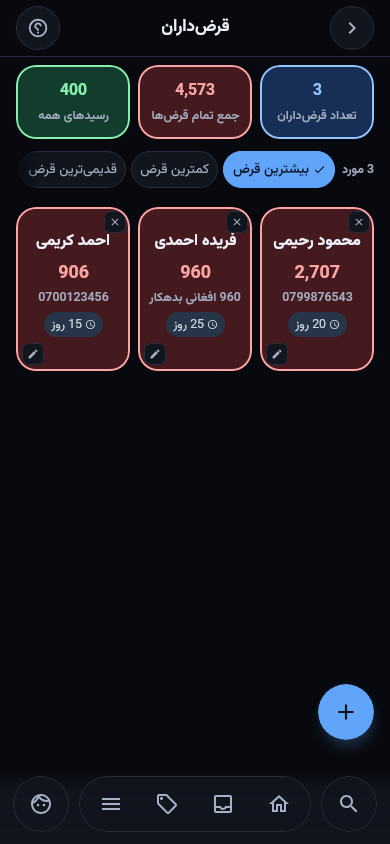 قرض‌داران
3
تعداد قرض‌داران
4,573
جمع تمام قرض‌ها
400
رسیدهای همه
3 مورد
بیشترین قرض
کمترین قرض
قدیمی‌ترین قرض
محمود رحیمی
2,707
0799876543
20 روز
فریده احمدی
960
960 افغانی بدهکار
25 روز
احمد کریمی
906
0700123456
15 روز